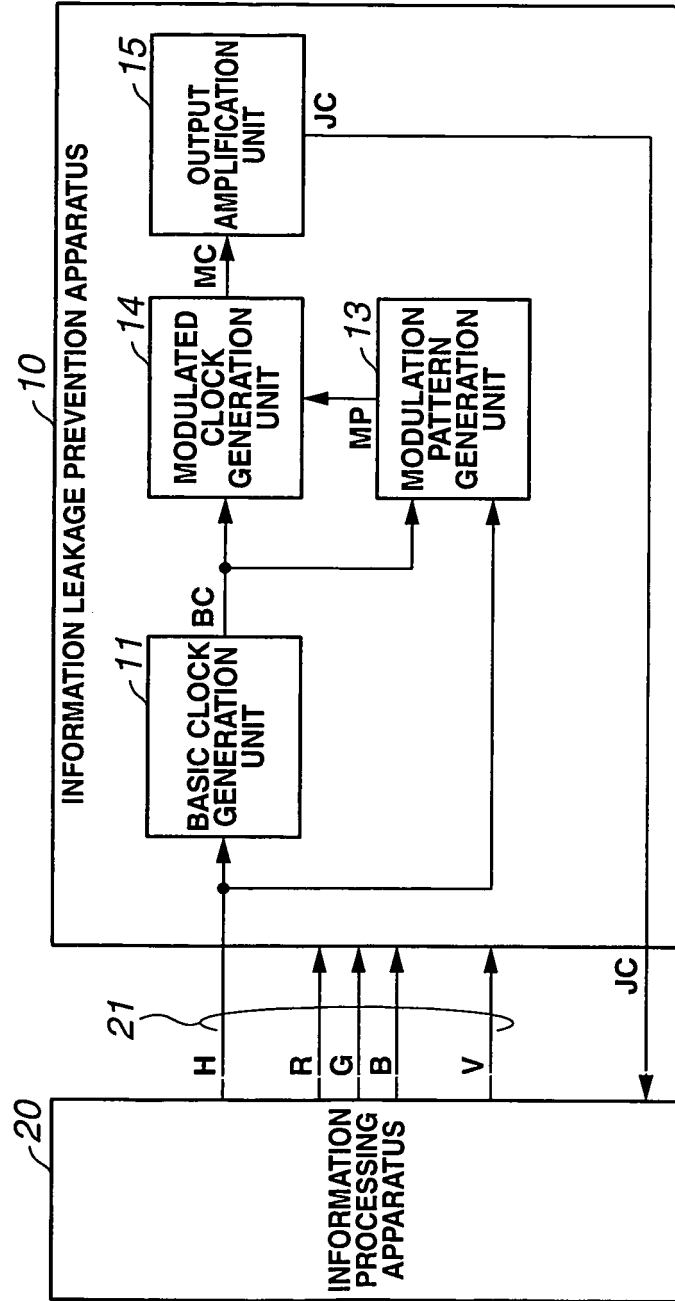 20
INFORMATION
PROCESSING
APPARATUS
H
R
G
B
V
21
JC
10
INFORMATION LEAKAGE PREVENTION APPARATUS
11
BASIC CLOCK
GENERATION
UNIT
BC
14
MODULATED
CLOCK
GENERATION
UNIT
MC
15
OUTPUT
AMPLIFICATION
UNIT
JC
MP
13
MODULATION
PATTERN
GENERATION
UNIT